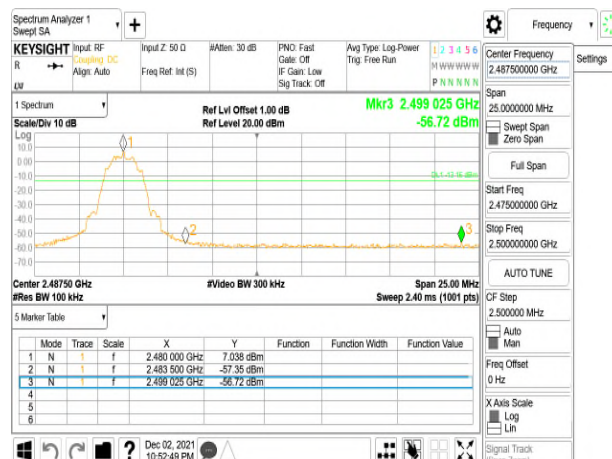 Spectrum Analyzer 1
Swept SA
Frequency
KEYSIGHT
Input: RF
Coupling: DC
Align: Auto
Input Z: 50 Ω
Freq Ref: Int (S)
#Atten: 30 dB
PNO: Fast
Gate: Off
IF Gain: Low
Sig Track: Off
Avg Type: Log-Power
Trig: Free Run
1 2 3 4 5 6
M W W W W W
P N N N N N
R
Center Frequency
2.487500000 GHz
Settings
Span
25.0000000 MHz
Swept Span
Zero Span
Full Span
Start Freq
2.475000000 GHz
Stop Freq
2.500000000 GHz
AUTO TUNE
CF Step
2.500000 MHz
Auto
Man
Freq Offset
0 Hz
X Axis Scale
Log
Lin
Signal Track
1 Spectrum
Scale/Div 10 dB
Ref Lvl Offset 1.00 dB
Ref Level 20.00 dBm
Mkr3 2.499 025 GHz
-56.72 dBm
Log
10.0
0.00
-10.0
-20.0
-30.0
-40.0
-50.0
-60.0
-70.0
1
2
3
Center 2.48750 GHz
#Res BW 100 kHz
#Video BW 300 kHz
Span 25.00 MHz
Sweep 2.40 ms (1001 pts)
5 Marker Table
Mode Trace Scale X Y Function Function Width Function Value
1 N 1 f 2.480 000 GHz 7.038 dBm
2 N 1 f 2.483 500 GHz -57.35 dBm
3 N 1 f 2.499 025 GHz -56.72 dBm
4
5
6
Dec 02, 2021
10:52:49 PM